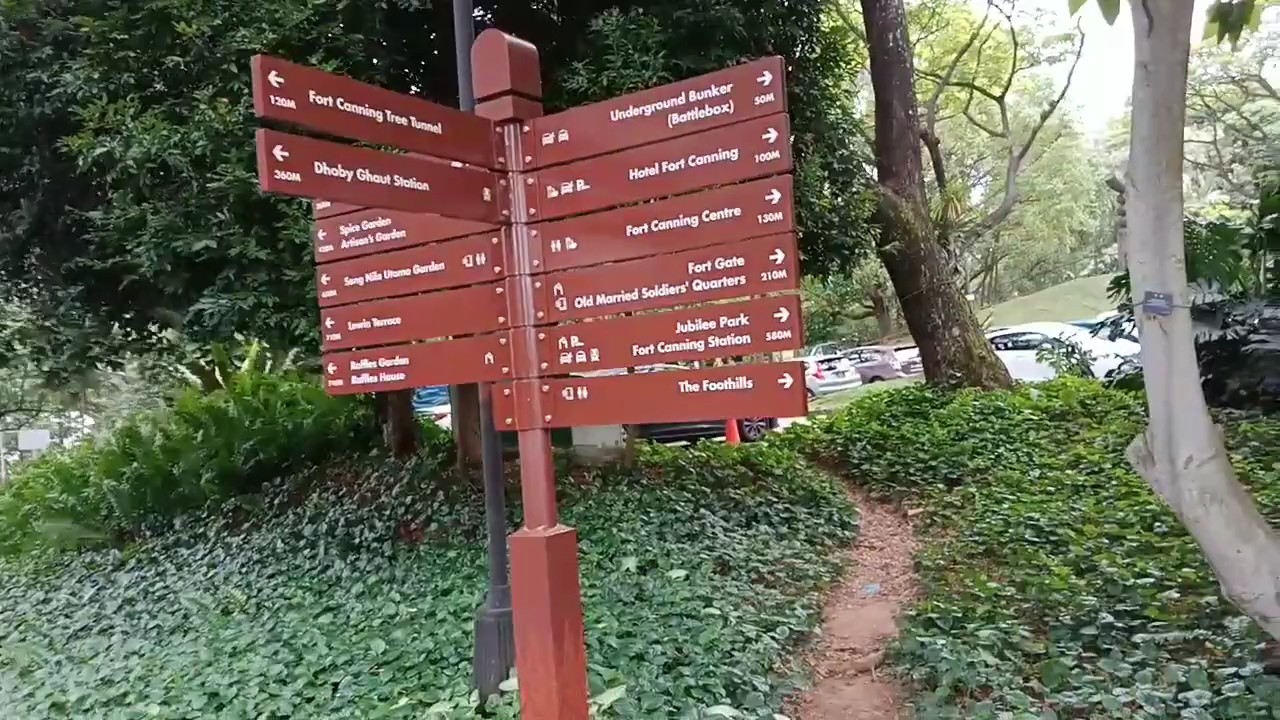 Fort Canning Tree Tunnel
120M
Dhoby Ghaut Station
360M
Spice Garden
Artisan's Garden
Sang Nila Utama Garden
Lewin Terrace
Raffles Garden
Raffles House
Underground Bunker
(Battlebox)
50M
Hotel Fort Canning
100M
Fort Canning Centre
130M
Fort Gate
Old Married Soldiers' Quarters
210M
Jubilee Park
Fort Canning Station
580M
The Foothills